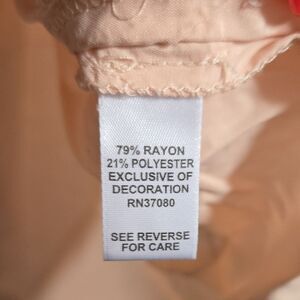 79% RAYON
21% POLYESTER
EXCLUSIVE OF
DECORATION
RN37080
SEE REVERSE
FOR CARE